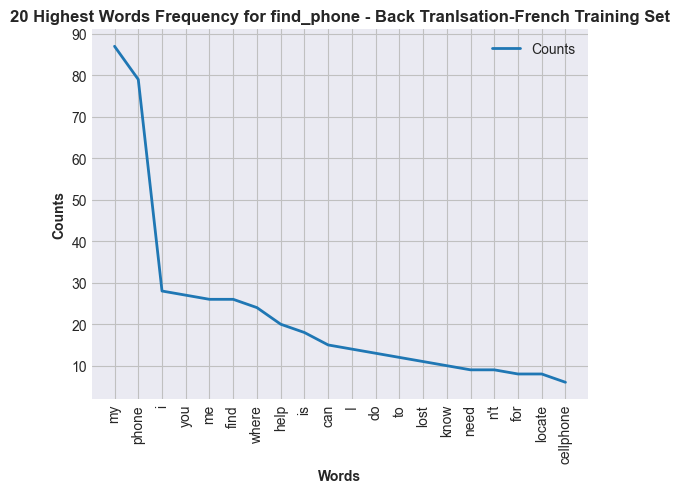 20 Highest Words Frequency for find_phone - Back Tranlsation-French Training Set
Counts
90
80
70
60
50
40
30
20
10
Counts
my
phone
i
you
me
find
where
help
is
can
I
do
to
lost
know
need
n't
for
locate
cellphone
Words